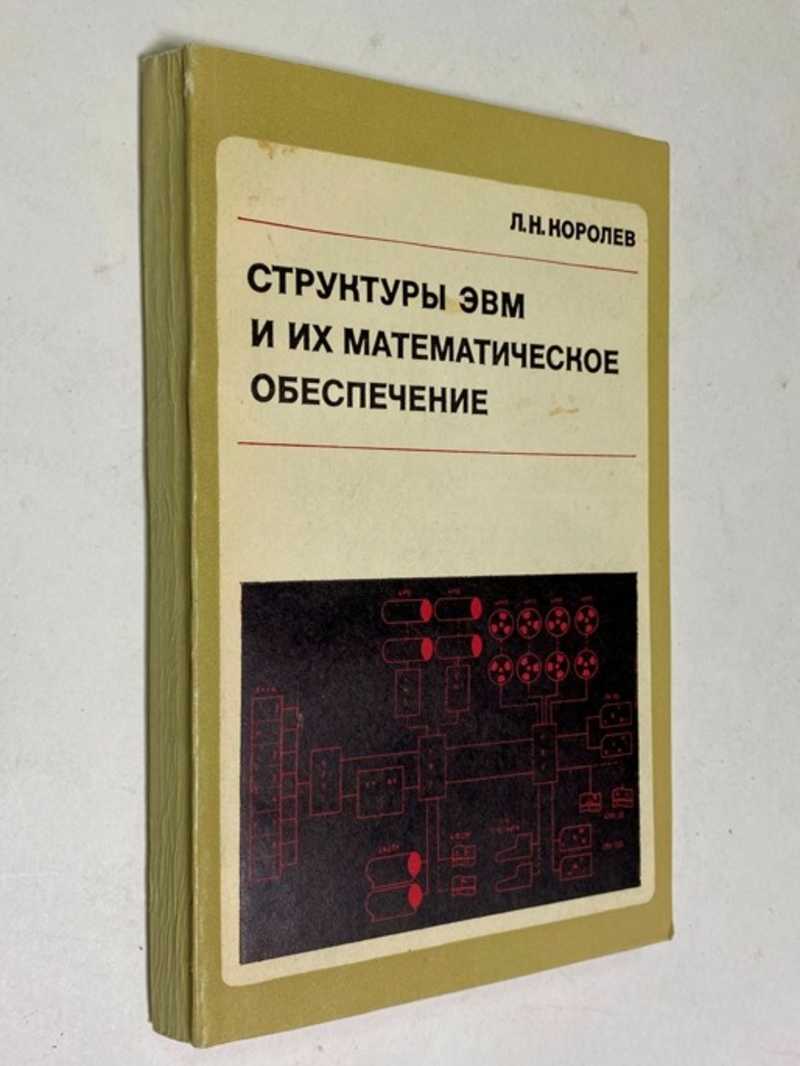 Л.Н.КОРОЛЕВ
СТРУКТУРЫ ЭВМ
И ИХ МАТЕМАТИЧЕСКОЕ
ОБЕСПЕЧЕНИЕ